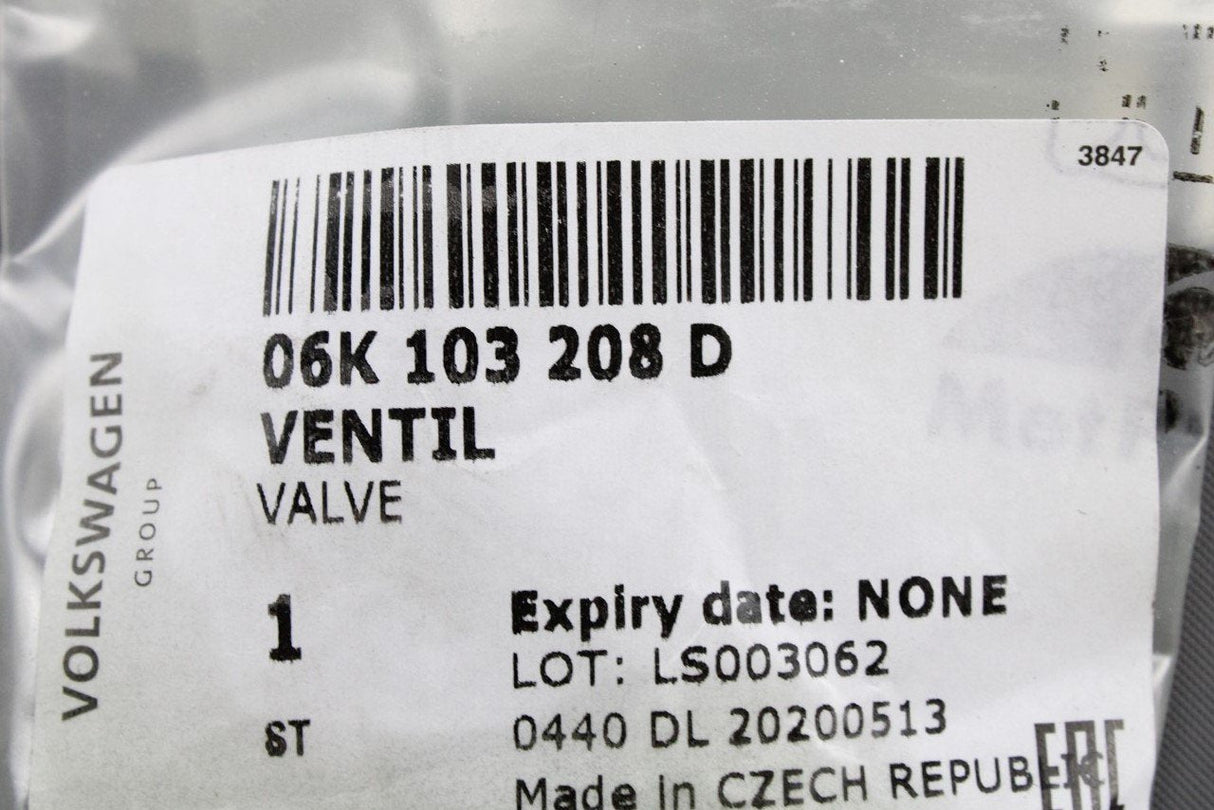 3847
06K 103 208 D
VENTIL
VALVE
VOLKSWAGEN
GROUP
1
ST
Expiry date: NONE
LOT: LS003062
0440 DL 20200513
Made in CZECH REPUBLIC
EAC